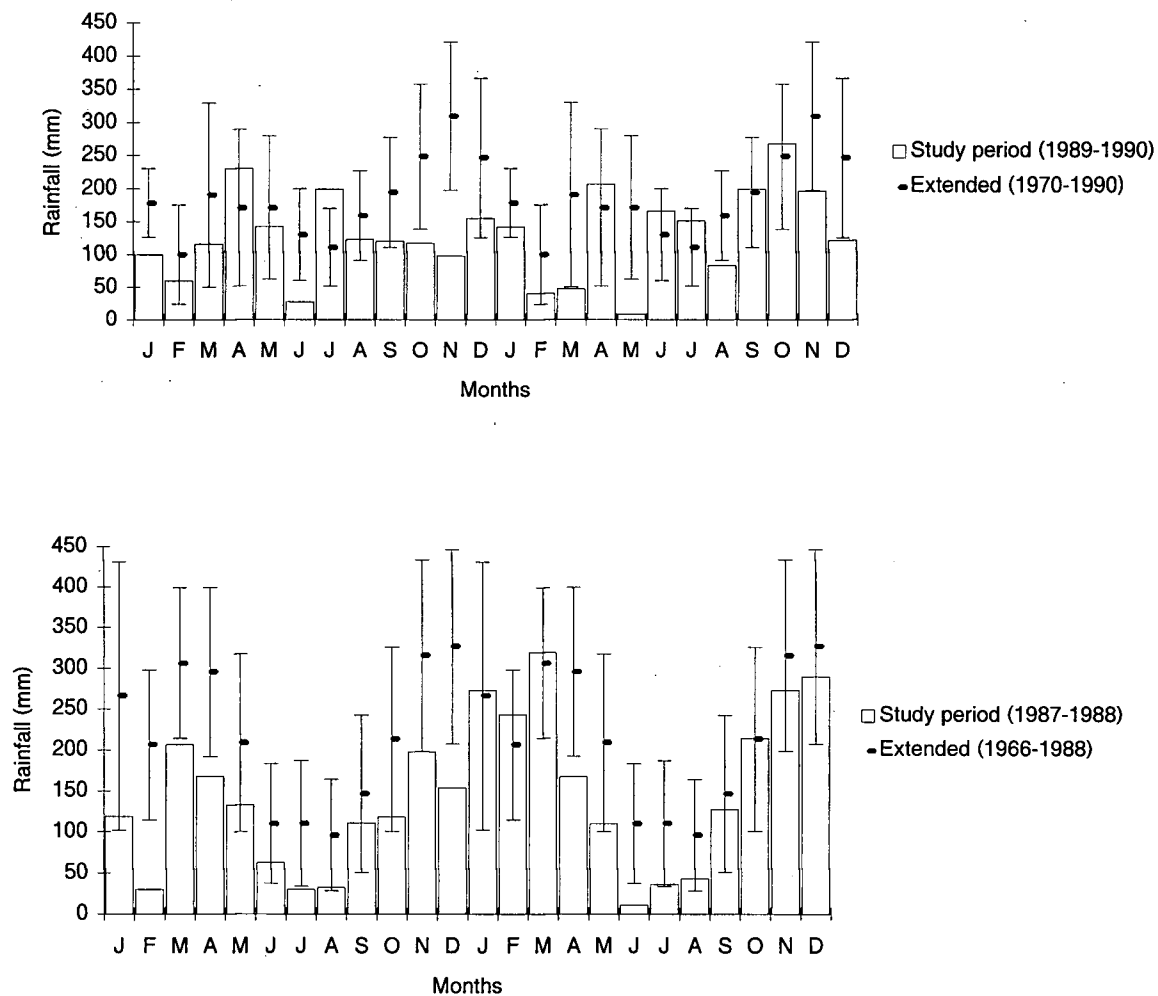 450
400
350
300
250
200
150
100
50
0
Rainfall (mm)
J F M A M J J A S O N D J F M A M J J A S O N D
Months
Study period (1989-1990)
Extended (1970-1990)
450
400
350
300
250
200
150
100
50
0
Rainfall (mm)
J F M A M J J A S O N D J F M A M J J A S O N D
Months
Study period (1987-1988)
Extended (1966-1988)